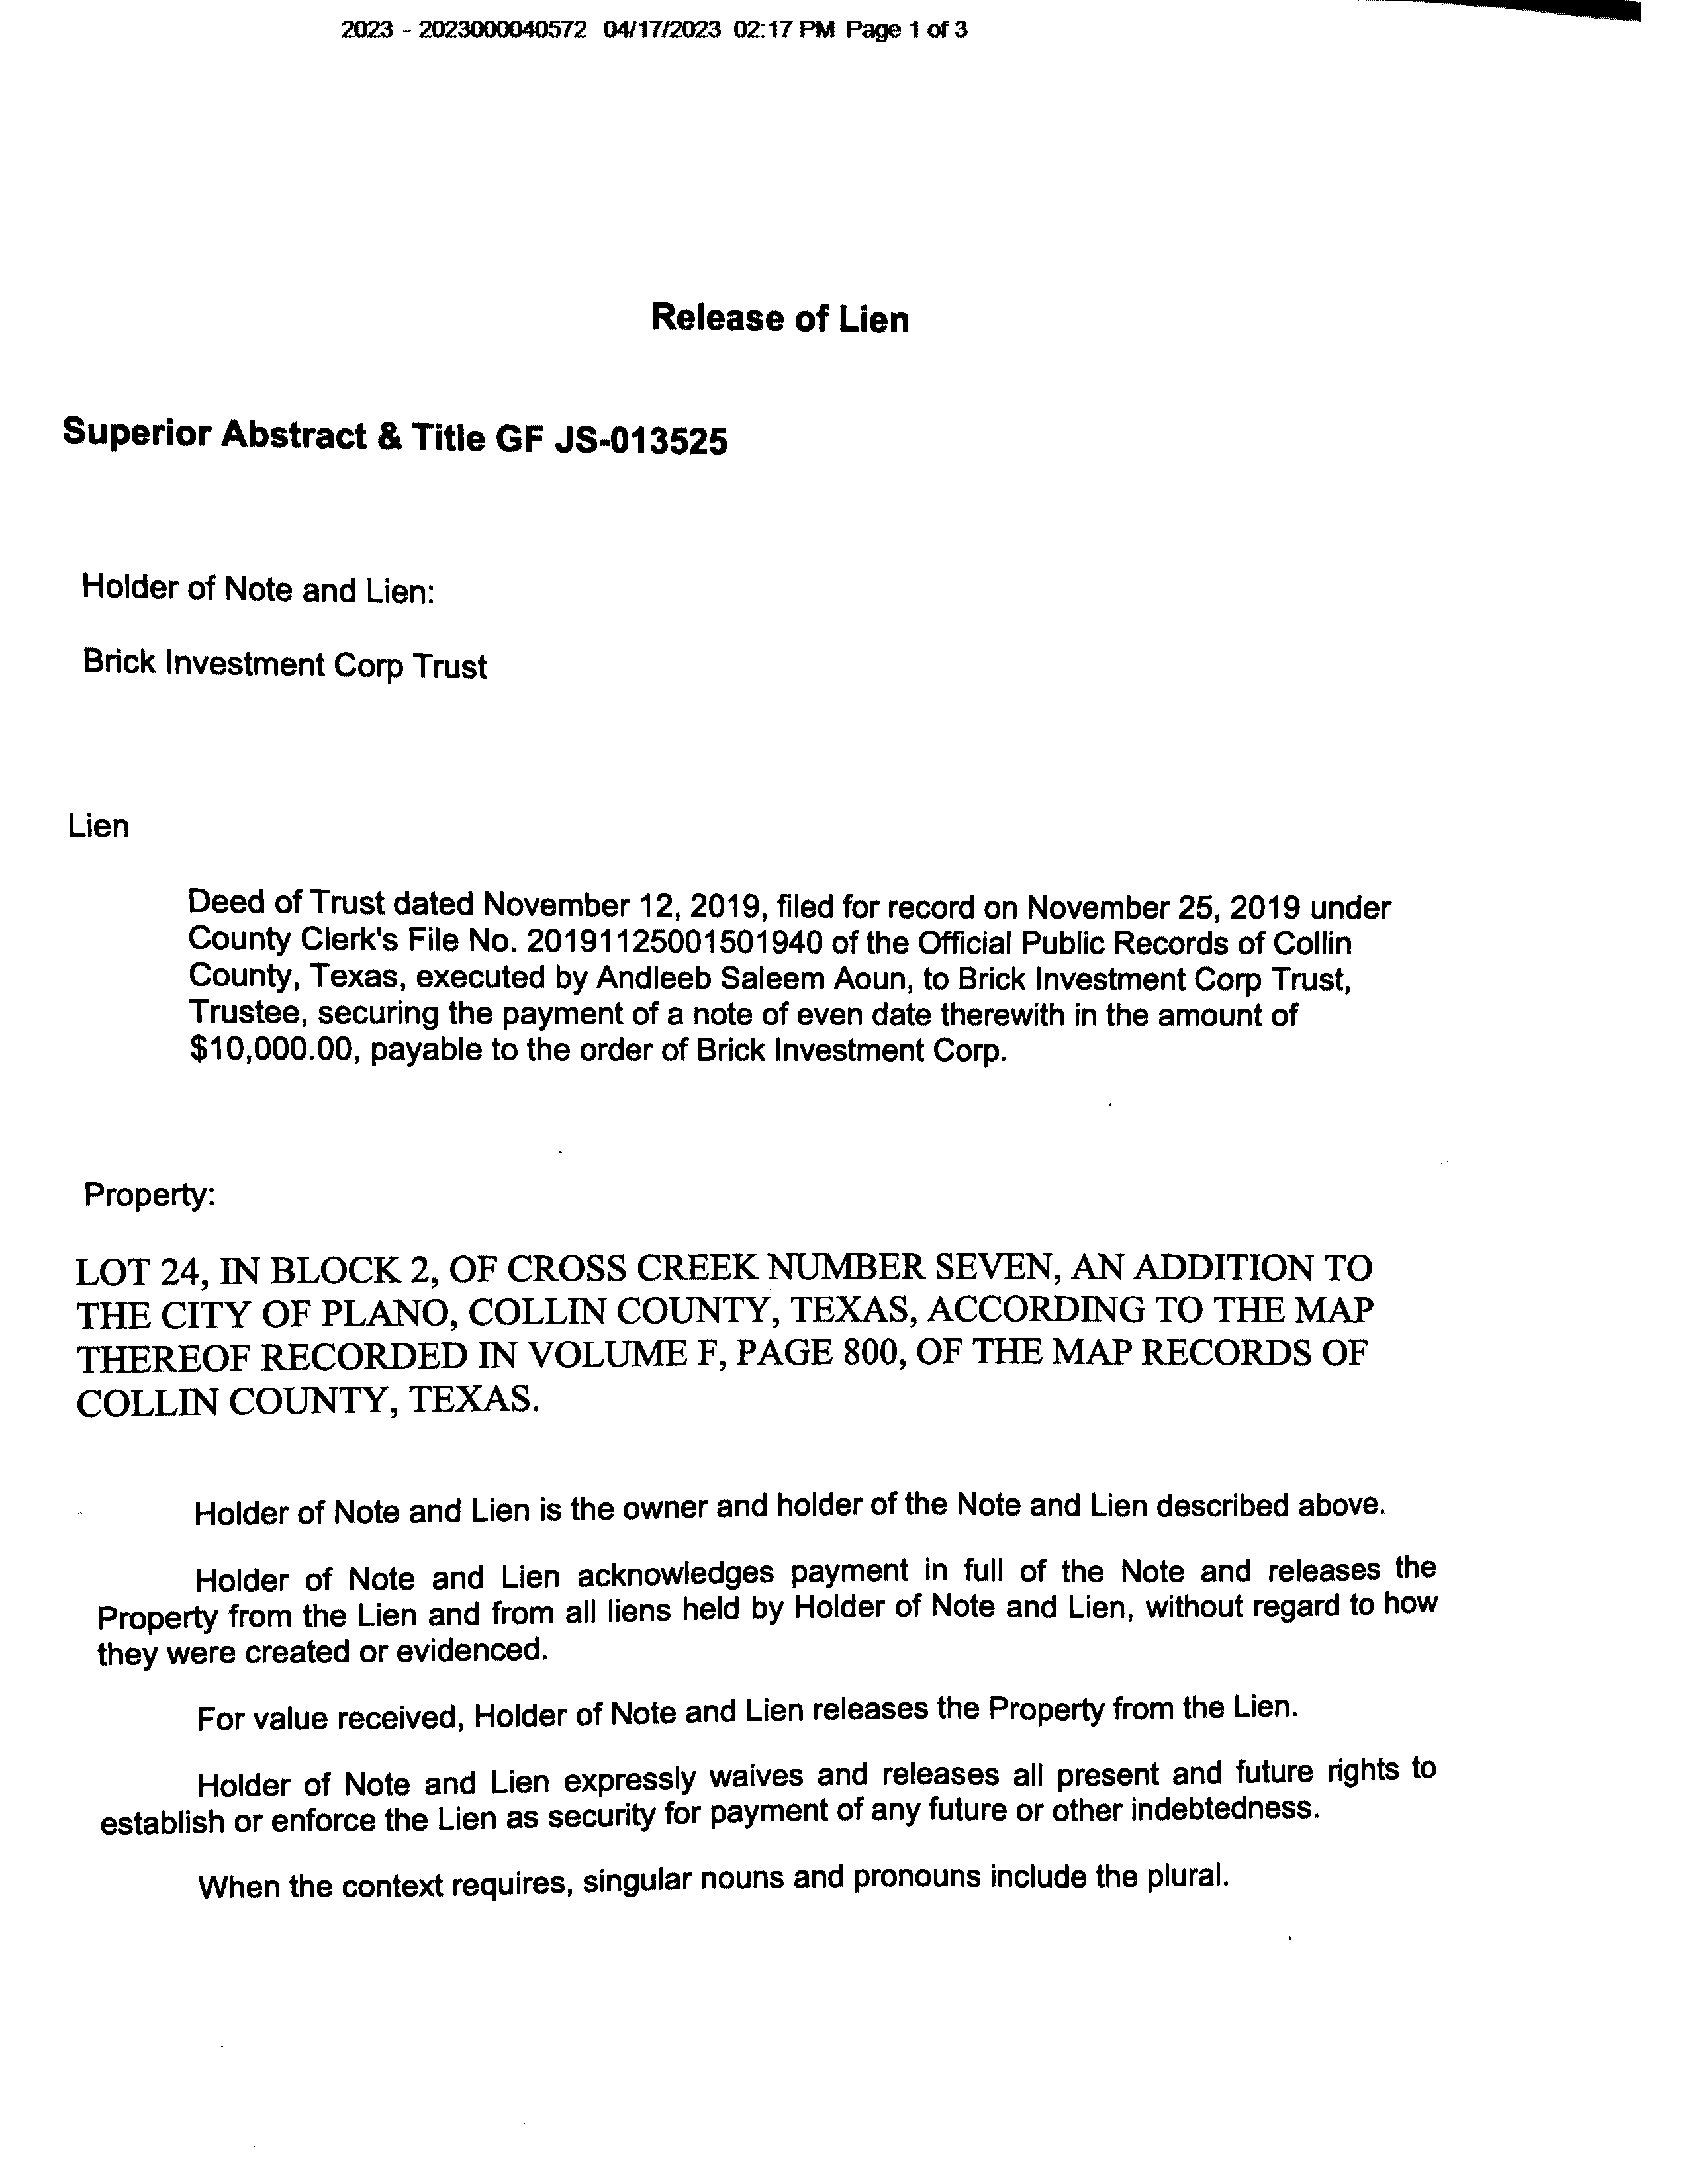 2023 - 2023000040572 04/17/2023 02:17 PM Page 1 of 3
Release of Lien
Superior Abstract & Title GF JS-013525
Holder of Note and Lien:
Brick Investment Corp Trust
Lien
Deed of Trust dated November 12, 2019, filed for record on November 25, 2019 under
County Clerk's File No. 20191125001501940 of the Official Public Records of Collin
County, Texas, executed by Andleeb Saleem Aoun, to Brick Investment Corp Trust,
Trustee, securing the payment of a note of even date therewith in the amount of
$10,000.00, payable to the order of Brick Investment Corp.
Property:
LOT 24, IN BLOCK 2, OF CROSS CREEK NUMBER SEVEN, AN ADDITION TO
THE CITY OF PLANO, COLLIN COUNTY, TEXAS, ACCORDING TO THE MAP
THEREOF RECORDED IN VOLUME F, PAGE 800, OF THE MAP RECORDS OF
COLLIN COUNTY, TEXAS.
Holder of Note and Lien is the owner and holder of the Note and Lien described above.
Holder of Note and Lien acknowledges payment in full of the Note and releases the
Property from the Lien and from all liens held by Holder of Note and Lien, without regard to how
they were created or evidenced.
For value received, Holder of Note and Lien releases the Property from the Lien.
Holder of Note and Lien expressly waives and releases all present and future rights to
establish or enforce the Lien as security for payment of any future or other indebtedness.
When the context requires, singular nouns and pronouns include the plural.